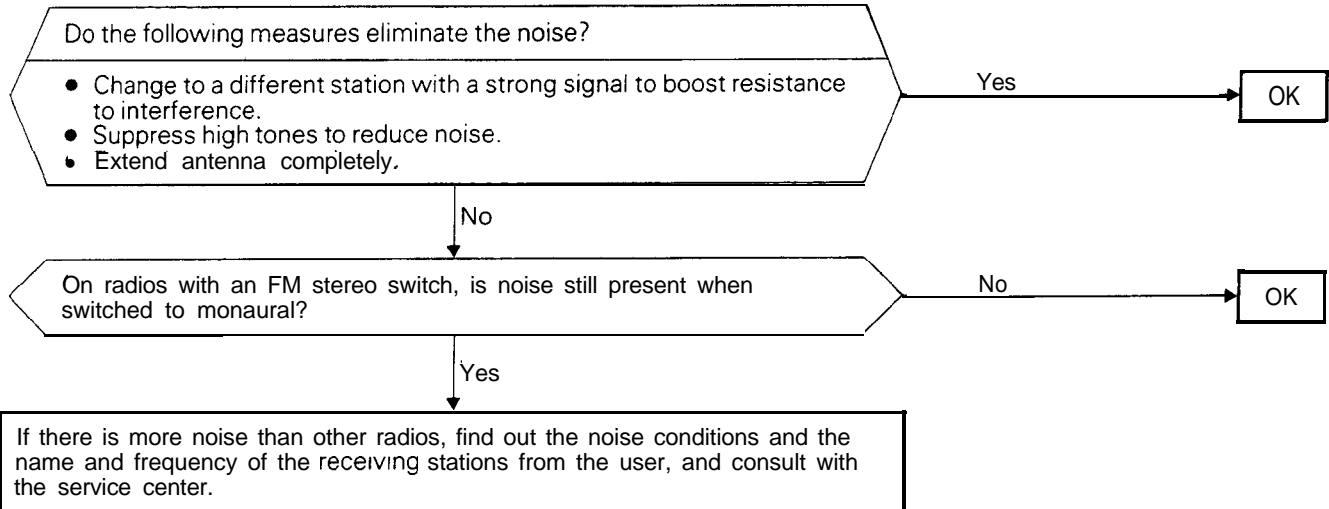 Do the following measures eliminate the noise?
● Change to a different station with a strong signal to boost resistance
to interference.
● Suppress high tones to reduce noise.
● Extend antenna completely.
Yes
OK
No
On radios with an FM stereo switch, is noise still present when
switched to monaural?
No
OK
Yes
If there is more noise than other radios, find out the noise conditions and the
name and frequency of the receiving stations from the user, and consult with
the service center.